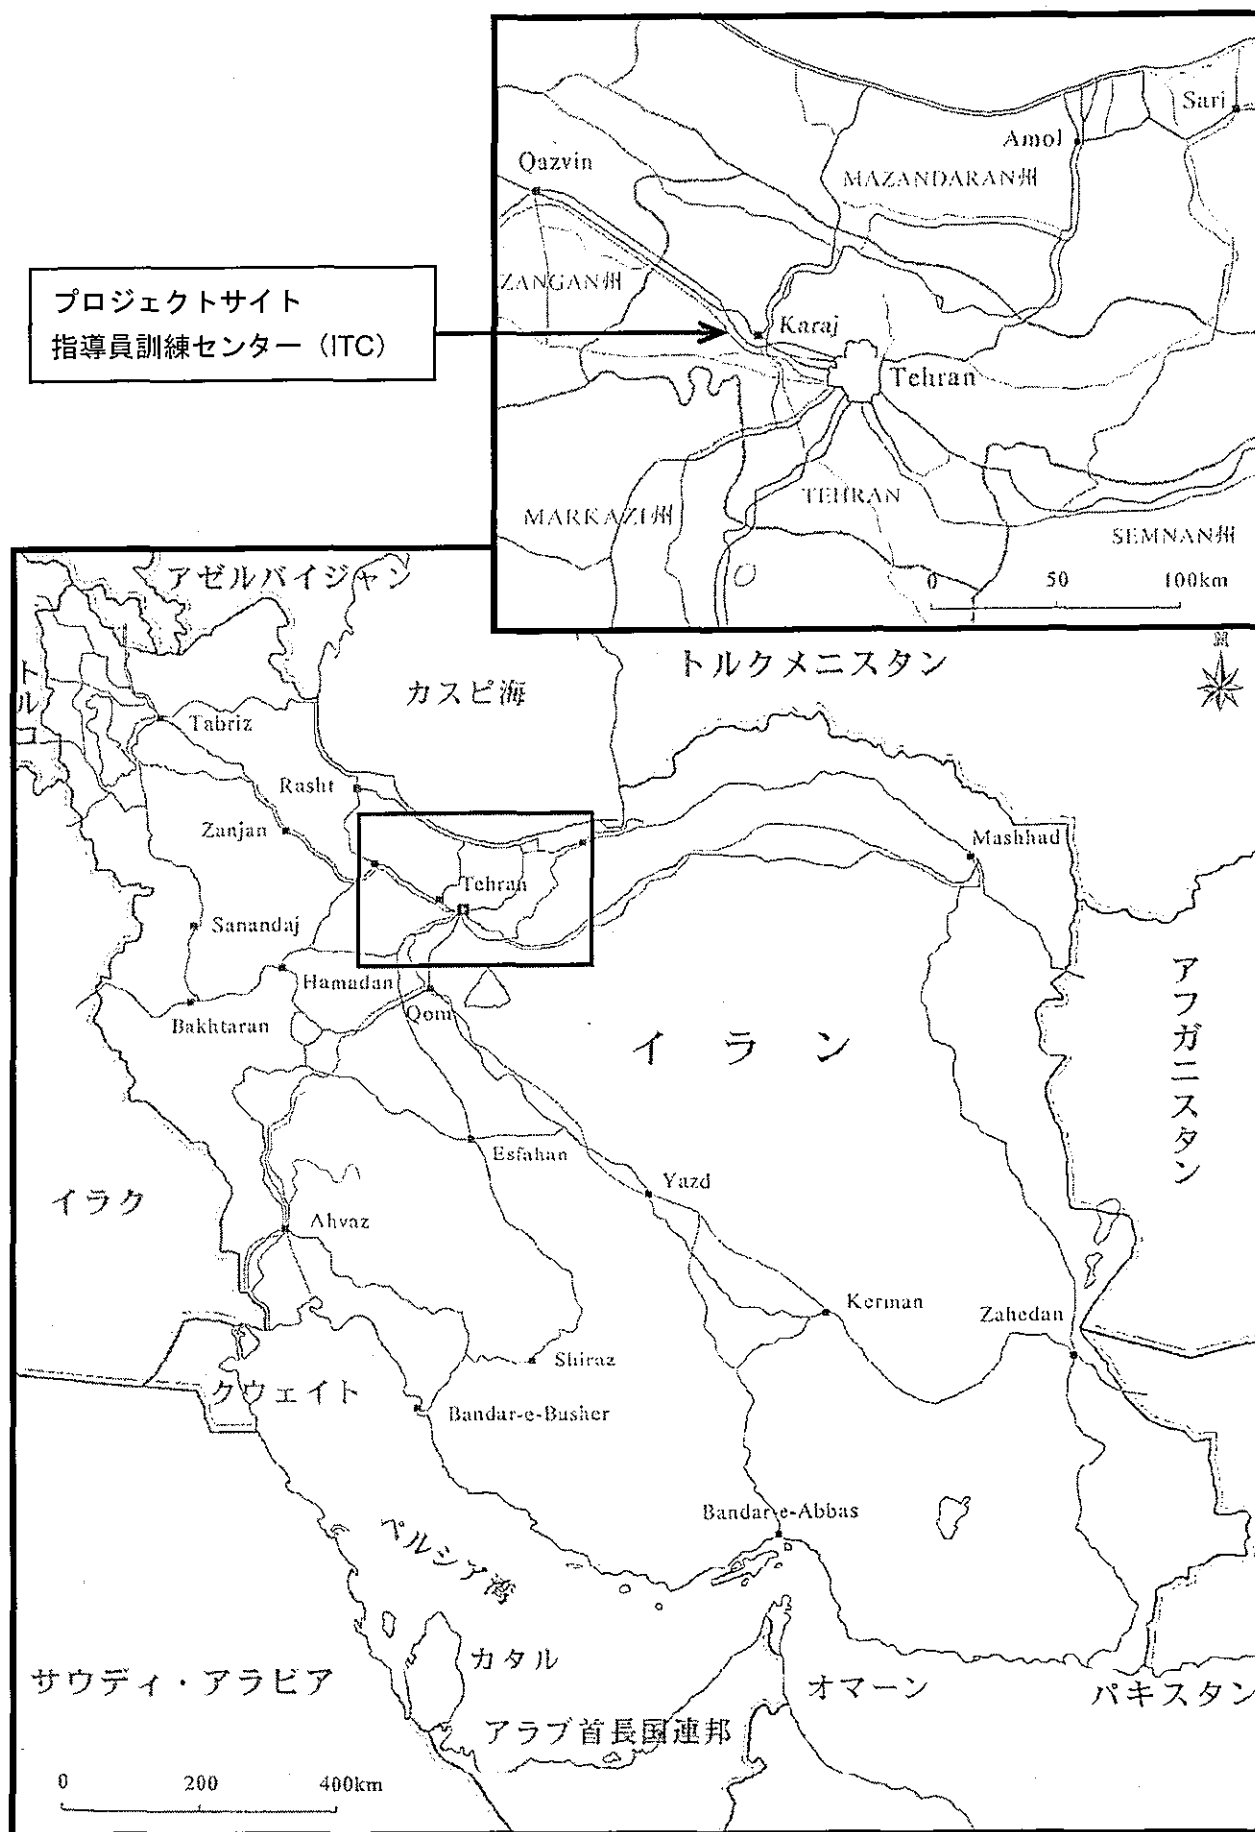 Sari
Amol
Qazvin
MAZANDARAN州
プロジェクトサイト
指導員訓練センター（ITC）
ZANGAN州
Karaj
Tehran
MARKAZI州
TEHRAN
SEMNAN州
0 50 100km
アゼルバイジャン
トルクメニスタン
カスピ海
トルコ
Tabriz
Rasht
Zanjan
Mashhad
Tehran
Sanandaj
Hamadan
Bakhtaran
Qom
イラン
アフガニスタン
Esfahan
Yazd
イラク
Ahvaz
Kerman
Zahedan
Shiraz
クウェイト
Bandar-e-Busher
Bandar-e-Abbas
ペルシア湾
カタル
サウディ・アラビア
オマーン
パキスタン
アラブ首長国連邦
0 200 400km